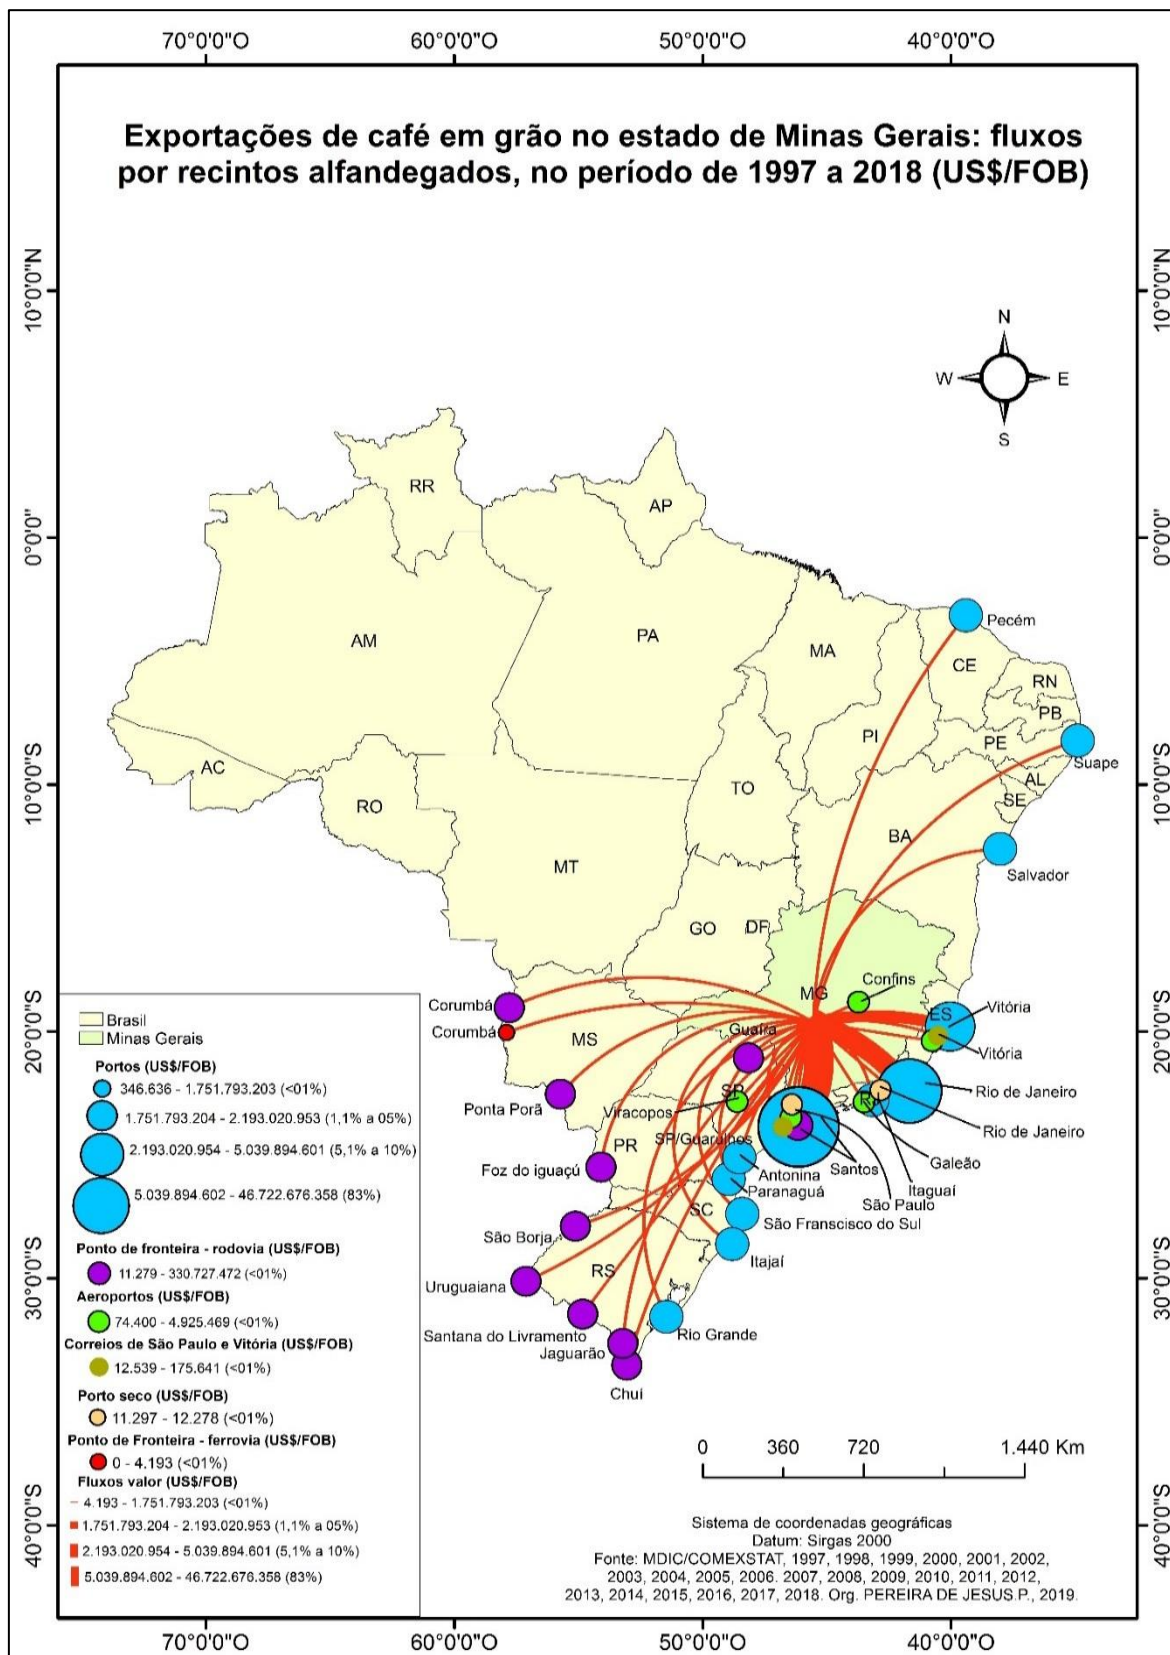 70°0'0"O 60°0'0"O 50°0'0"O 40°0'0"O
Exportações de café em grão no estado de Minas Gerais: fluxos
por recintos alfandegados, no período de 1997 a 2018 (US$/FOB)
10°0'0"N
10°0'0"N
N
W E
S
RR
AP
0°0'0"
0°0'0"
Pecém
AM
PA
MA
CE
RN
PB
PI
PE
Suape
AC
RO
TO
AL
SE
10°0'0"S
10°0'0"S
BA
MT
Salvador
GO
DF
Confins
MG
Corumbá
Corumbá
ES
Vitória
Vitória
20°0'0"S
20°0'0"S
MS
Guaíra
Ponta Porã
Viracopos
SP
RJ
Rio de Janeiro
Rio de Janeiro
PR
SP/Guarulhos
Foz do iguaçú
Antonina
Santos
Galeão
Itaguaí
Paranaguá
São Paulo
SC
São Franscisco do Sul
São Borja
Itajaí
Uruguaiana
RS
30°0'0"S
30°0'0"S
Santana do Livramento
Rio Grande
Jaguarão
Chuí
Brasil
Minas Gerais
Portos (US$/FOB)
346.636 - 1.751.793.203 (<01%)
1.751.793.204 - 2.193.020.953 (1,1% a 05%)
2.193.020.954 - 5.039.894.601 (5,1% a 10%)
5.039.894.602 - 46.722.676.358 (83%)
Ponto de fronteira - rodovia (US$/FOB)
11.279 - 330.727.472 (<01%)
Aeroportos (US$/FOB)
74.400 - 4.925.469 (<01%)
Correios de São Paulo e Vitória (US$/FOB)
12.539 - 175.641 (<01%)
Porto seco (US$/FOB)
11.297 - 12.278 (<01%)
Ponto de Fronteira - ferrovia (US$/FOB)
0 - 4.193 (<01%)
Fluxos valor (US$/FOB)
4.193 - 1.751.793.203 (<01%)
1.751.793.204 - 2.193.020.953 (1,1% a 05%)
2.193.020.954 - 5.039.894.601 (5,1% a 10%)
5.039.894.602 - 46.722.676.358 (83%)
0 360 720 1.440 Km
40°0'0"S
40°0'0"S
Sistema de coordenadas geográficas
Datum: Sirgas 2000
Fonte: MDIC/COMEXSTAT, 1997, 1998, 1999, 2000, 2001, 2002,
2003, 2004, 2005, 2006. 2007, 2008, 2009, 2010, 2011, 2012,
2013, 2014, 2015, 2016, 2017, 2018. Org. PEREIRA DE JESUS P., 2019.
70°0'0"O 60°0'0"O 50°0'0"O 40°0'0"O